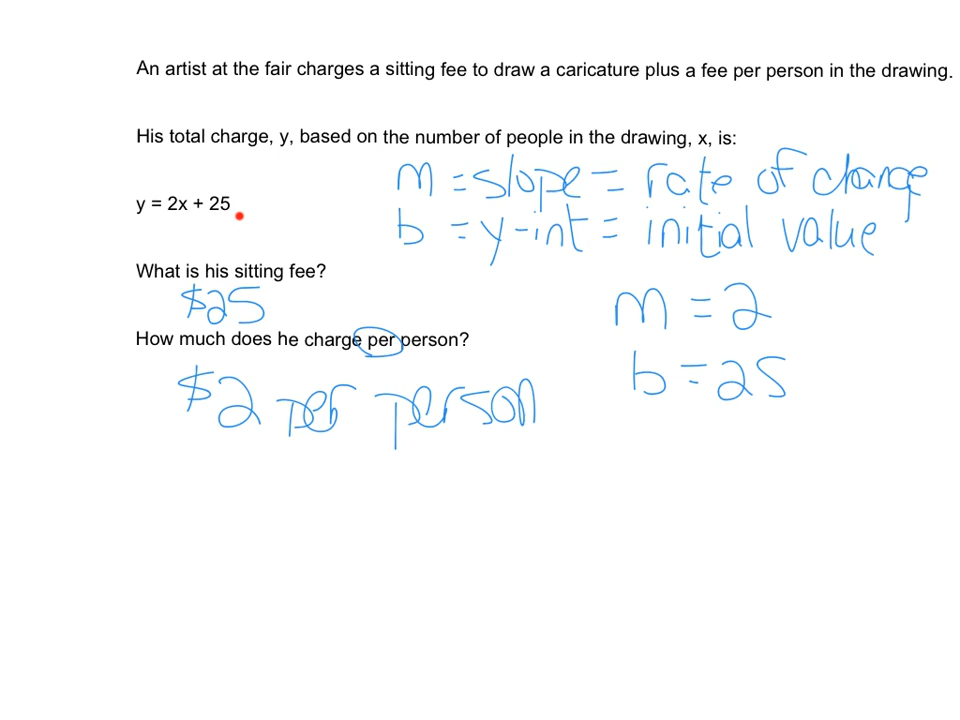 An artist at the fair charges a sitting fee to draw a caricature plus a fee per person in the drawing.
His total charge, y, based on the number of people in the drawing, x, is:
m = slope = rate of change
y = 2x + 25
b = y-int = initial value
What is his sitting fee?
$25
m = 2
How much does he charge per person?
b = 25
$2 per person